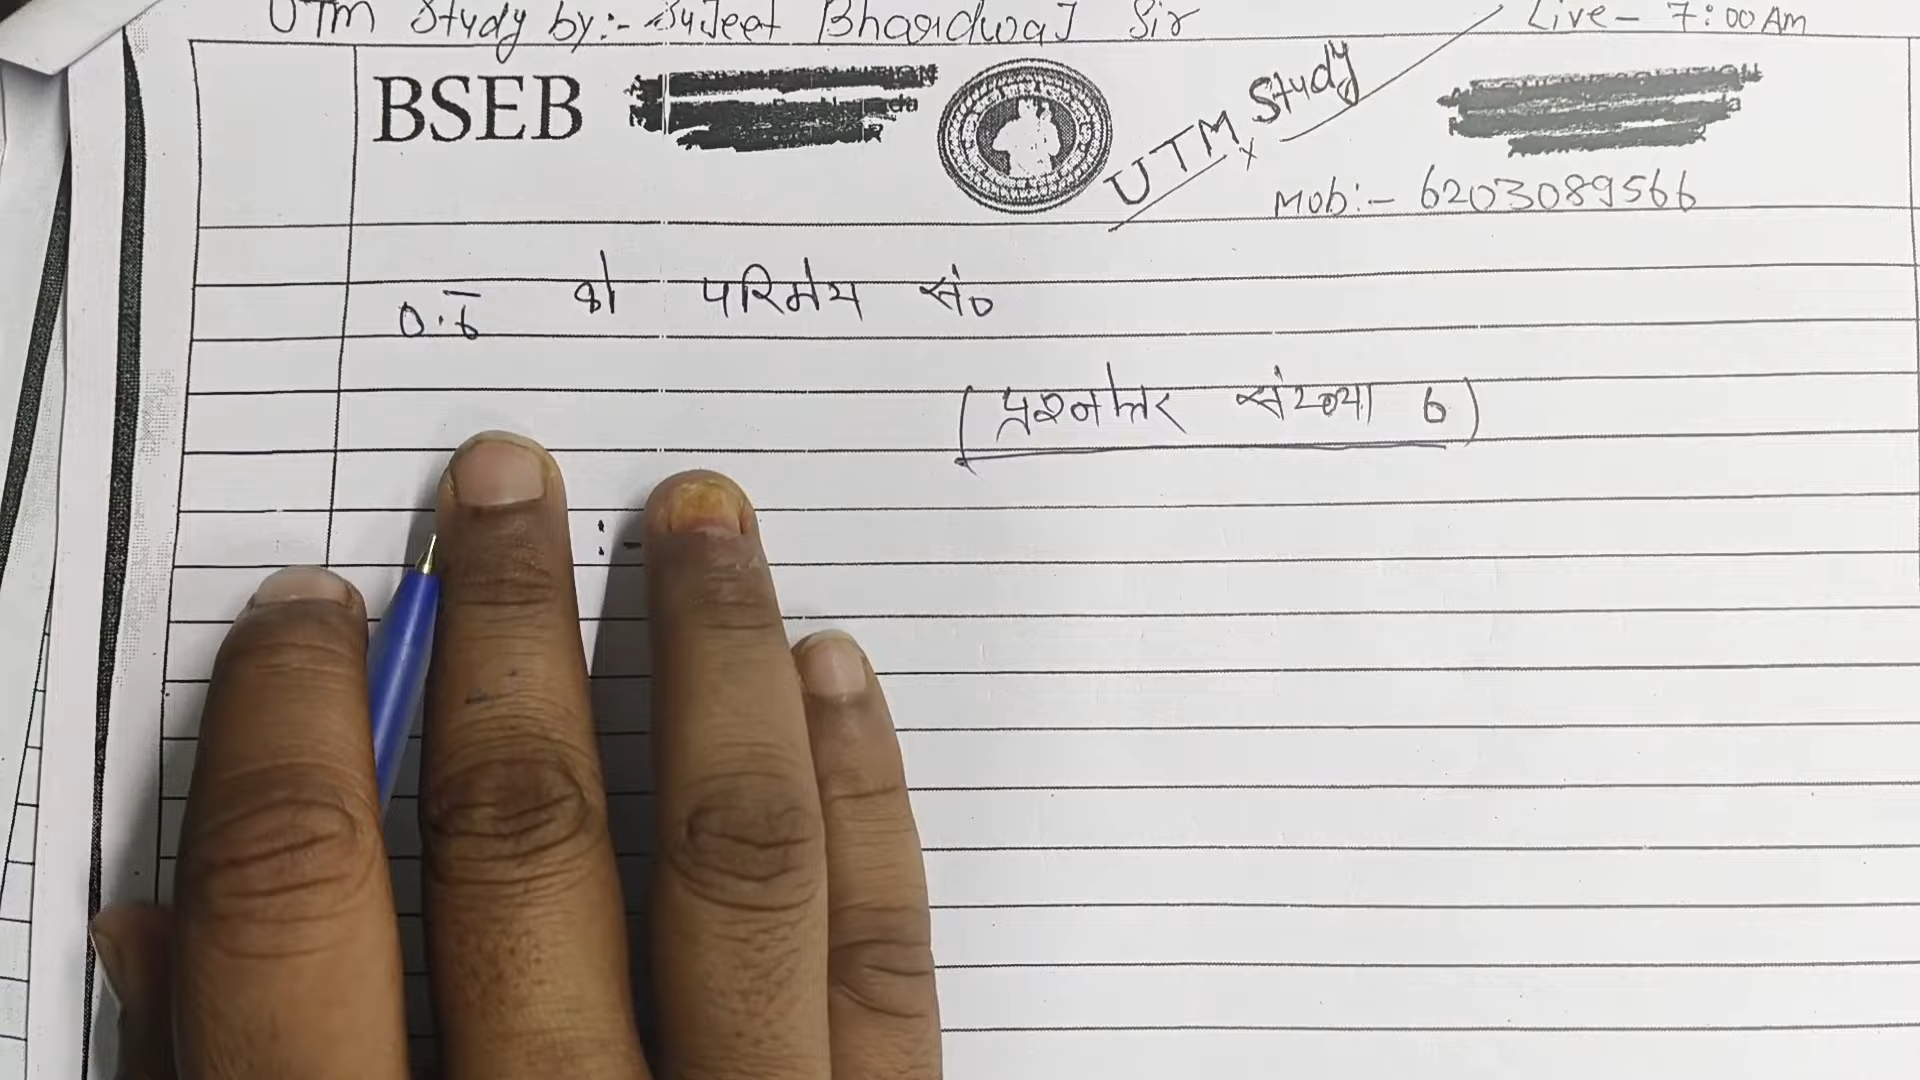 UTM Study by:- Sujeet Bhardwaj Sir
Live- 7:00 AM
BSEB
UTM Study
Mob:- 6203089566
0.6̅ को परिमेय सं०
(प्रश्नोत्तर संख्या 6)
:-